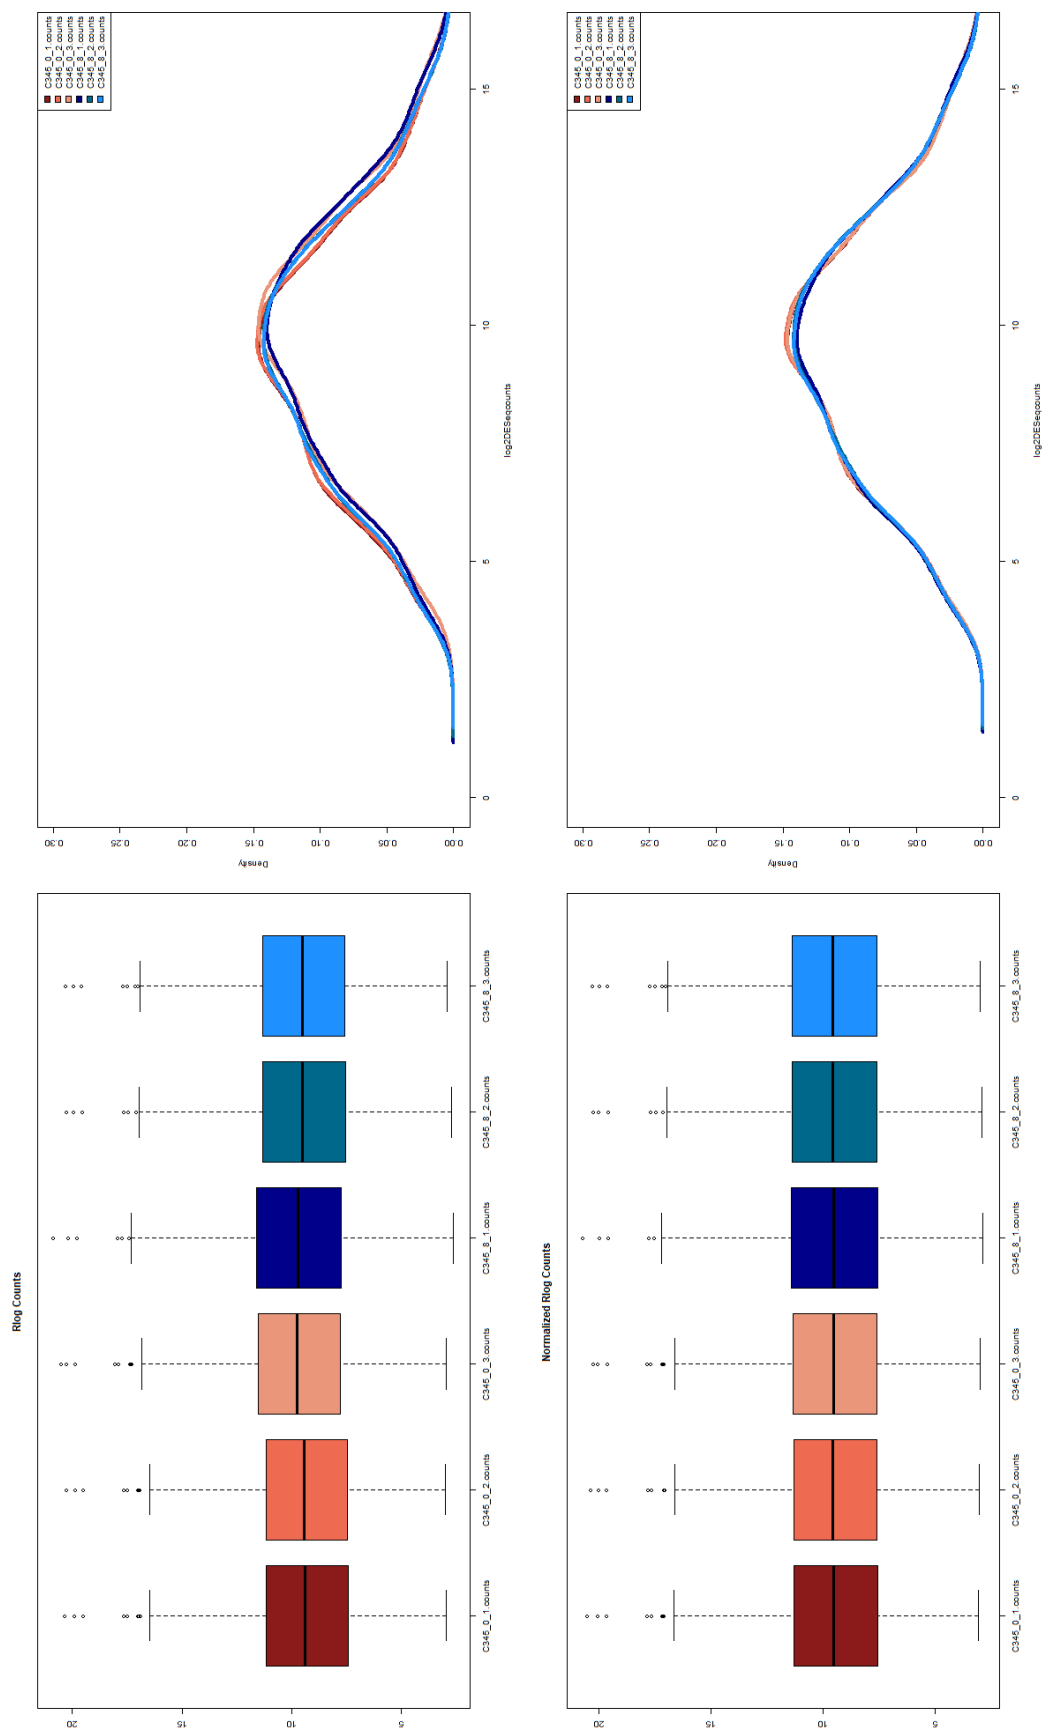 Rlog Counts
20
15
10
5
C345_0_1.counts
C345_0_2.counts
C345_0_3.counts
C345_8_1.counts
C345_8_2.counts
C345_8_3.counts
Density
0.30
0.25
0.20
0.15
0.10
0.05
0.00
0
5
10
15
log2DESeqcounts
C345_0_1.counts
C345_0_2.counts
C345_0_3.counts
C345_8_1.counts
C345_8_2.counts
C345_8_3.counts
Normalized Rlog Counts
20
15
10
5
C345_0_1.counts
C345_0_2.counts
C345_0_3.counts
C345_8_1.counts
C345_8_2.counts
C345_8_3.counts
Density
0.30
0.25
0.20
0.15
0.10
0.05
0.00
0
5
10
15
log2DESeqcounts
C345_0_1.counts
C345_0_2.counts
C345_0_3.counts
C345_8_1.counts
C345_8_2.counts
C345_8_3.counts